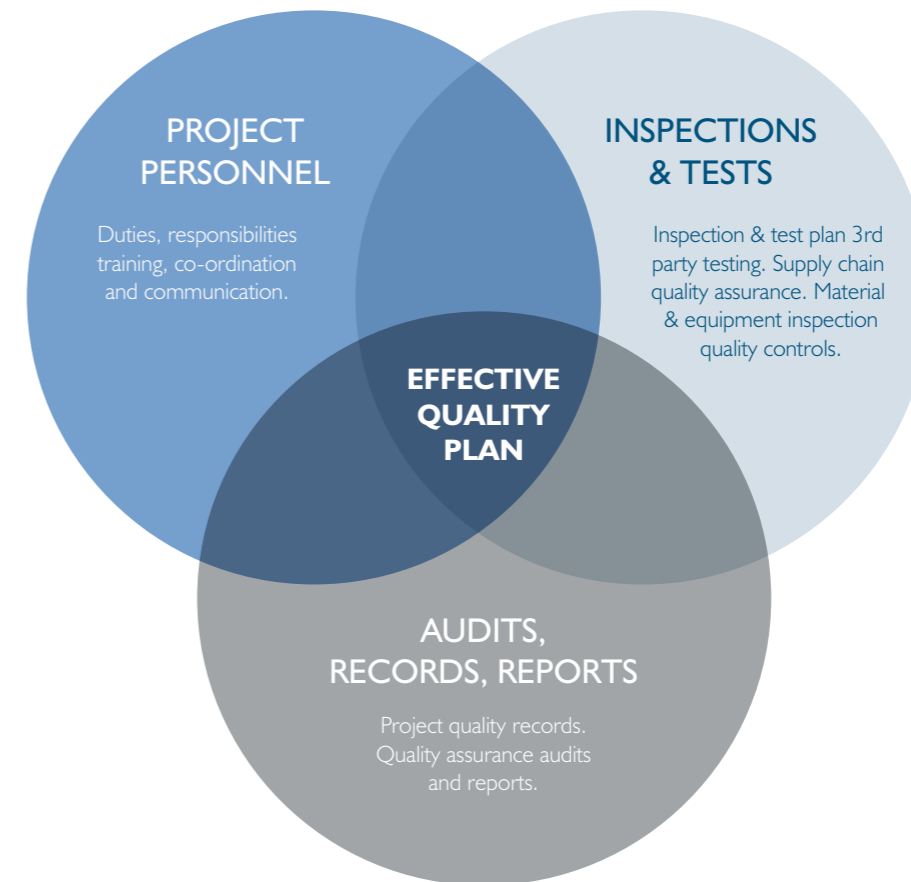 PROJECT
PERSONNEL
Duties, responsibilities
training, co-ordination
and communication.
INSPECTIONS
& TESTS
Inspection & test plan 3rd
party testing. Supply chain
quality assurance. Material
& equipment inspection
quality controls.
EFFECTIVE
QUALITY
PLAN
AUDITS,
RECORDS, REPORTS
Project quality records.
Quality assurance audits
and reports.